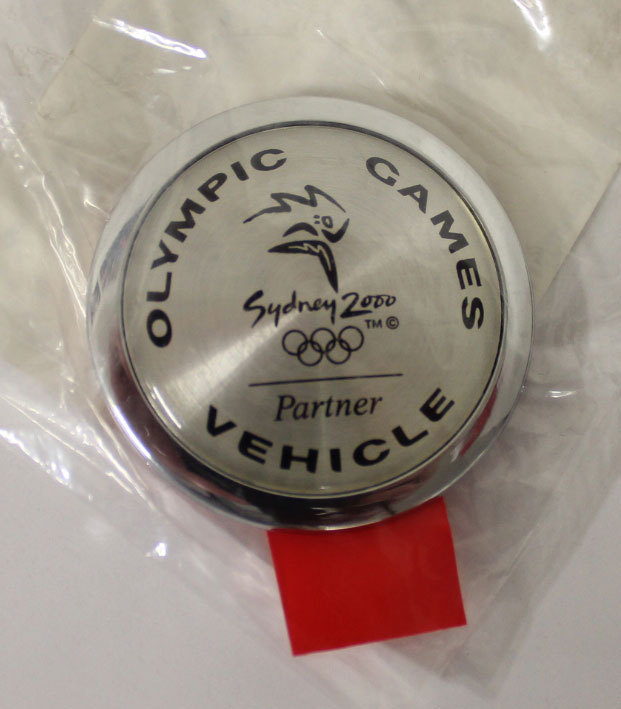 OLYMPIC GAMES
Sydney 2000
TM ©
Partner
VEHICLE